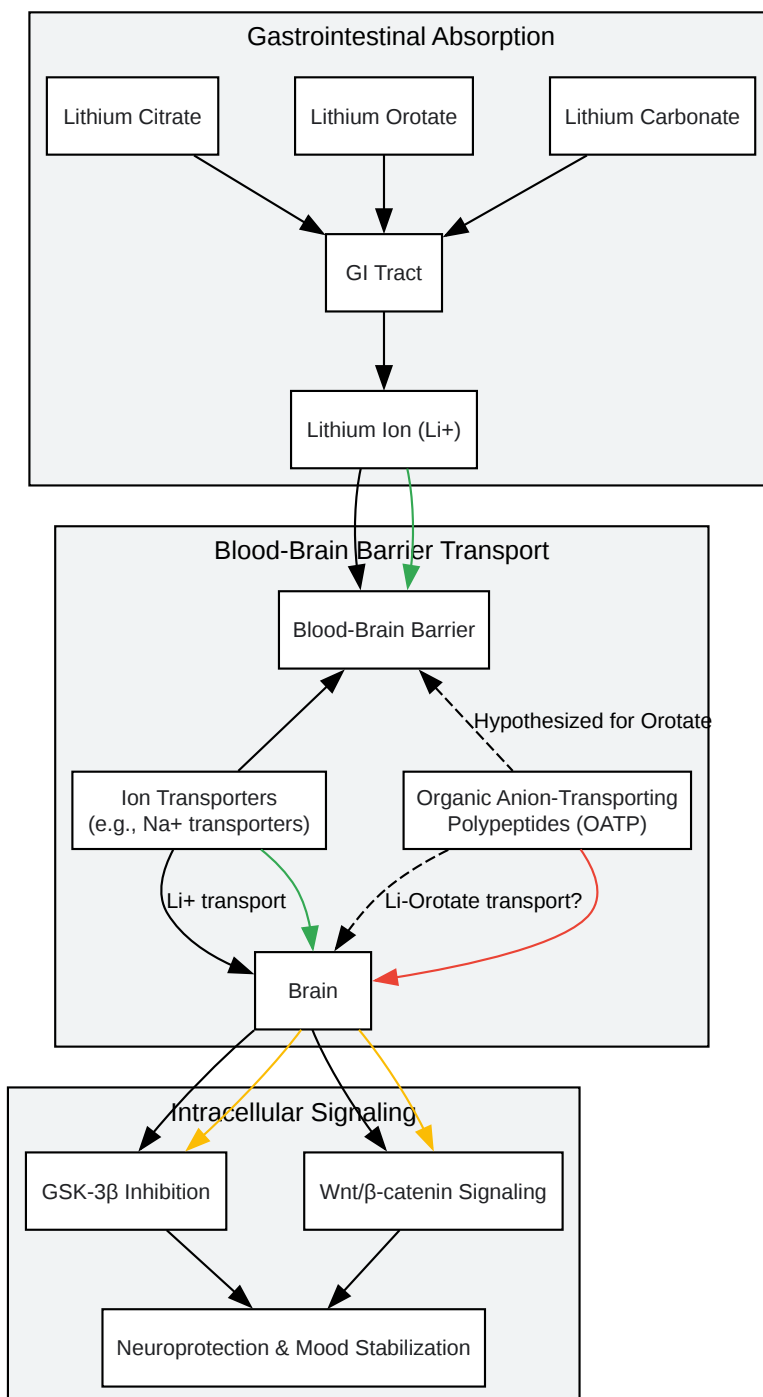 Gastrointestinal Absorption
Lithium Citrate
Lithium Orotate
Lithium Carbonate
GI Tract
Lithium Ion (Li+)
Blood-Brain Barrier Transport
Blood-Brain Barrier
Hypothesized for Orotate
Ion Transporters
(e.g., Na+ transporters)
Organic Anion-Transporting
Polypeptides (OATP)
Li+ transport
Li-Orotate transport?
Brain
Intracellular Signaling
GSK-3β Inhibition
Wnt/β-catenin Signaling
Neuroprotection & Mood Stabilization